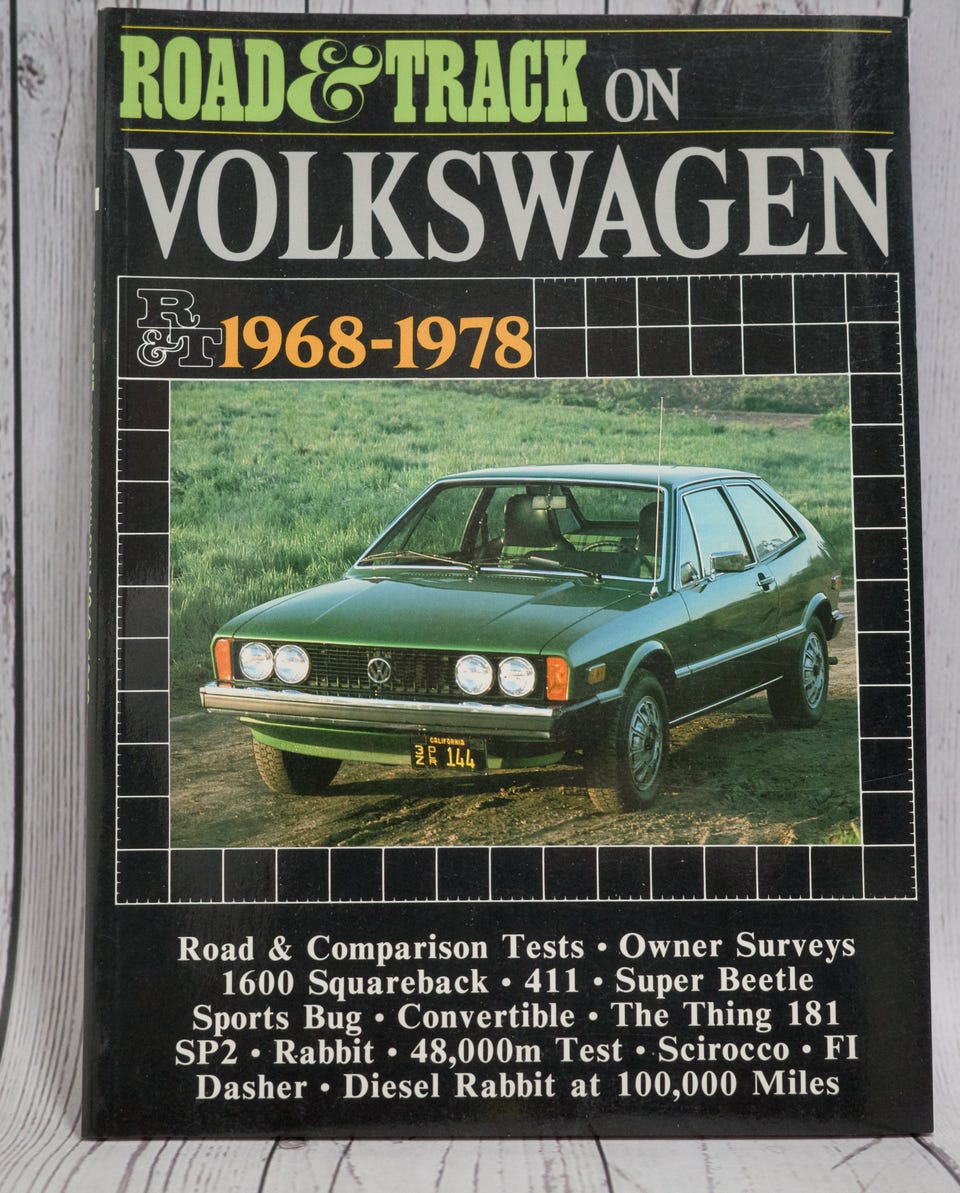 ROAD & TRACK ON
VOLKSWAGEN
R
&T
1968-1978
CALIFORNIA
144
Road & Comparison Tests • Owner Surveys
1600 Squareback • 411 • Super Beetle
Sports Bug • Convertible • The Thing 181
SP2 • Rabbit • 48,000m Test • Scirocco • FI
Dasher • Diesel Rabbit at 100,000 Miles